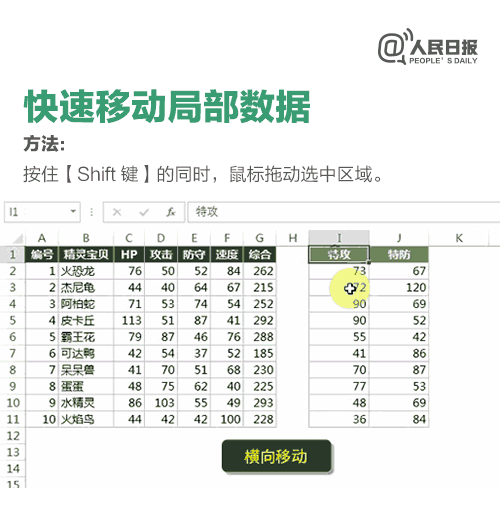 @人民日报
PEOPLE'S DAILY
快速移动局部数据
方法:
按住【Shift 键】的同时，鼠标拖动选中区域。
I1 fx 特攻
A B C D E F G H I J K
1 编号 精灵宝贝 HP 攻击 防守 速度 综合 特攻 特防
2 1 火恐龙 76 50 52 84 262 73 67
3 2 杰尼龟 44 40 64 67 215 72 120
4 3 阿柏蛇 71 53 74 54 252 90 69
5 4 皮卡丘 113 51 87 41 292 90 52
6 5 霸王花 79 87 46 76 288 55 42
7 6 可达鸭 42 54 37 52 185 41 86
8 7 呆呆兽 41 70 51 68 230 70 87
9 8 蛋蛋 48 75 62 40 225 77 53
10 9 水精灵 86 103 55 49 293 48 69
11 10 火焰鸟 44 42 42 100 228 36 84
12
13
14
15
横向移动